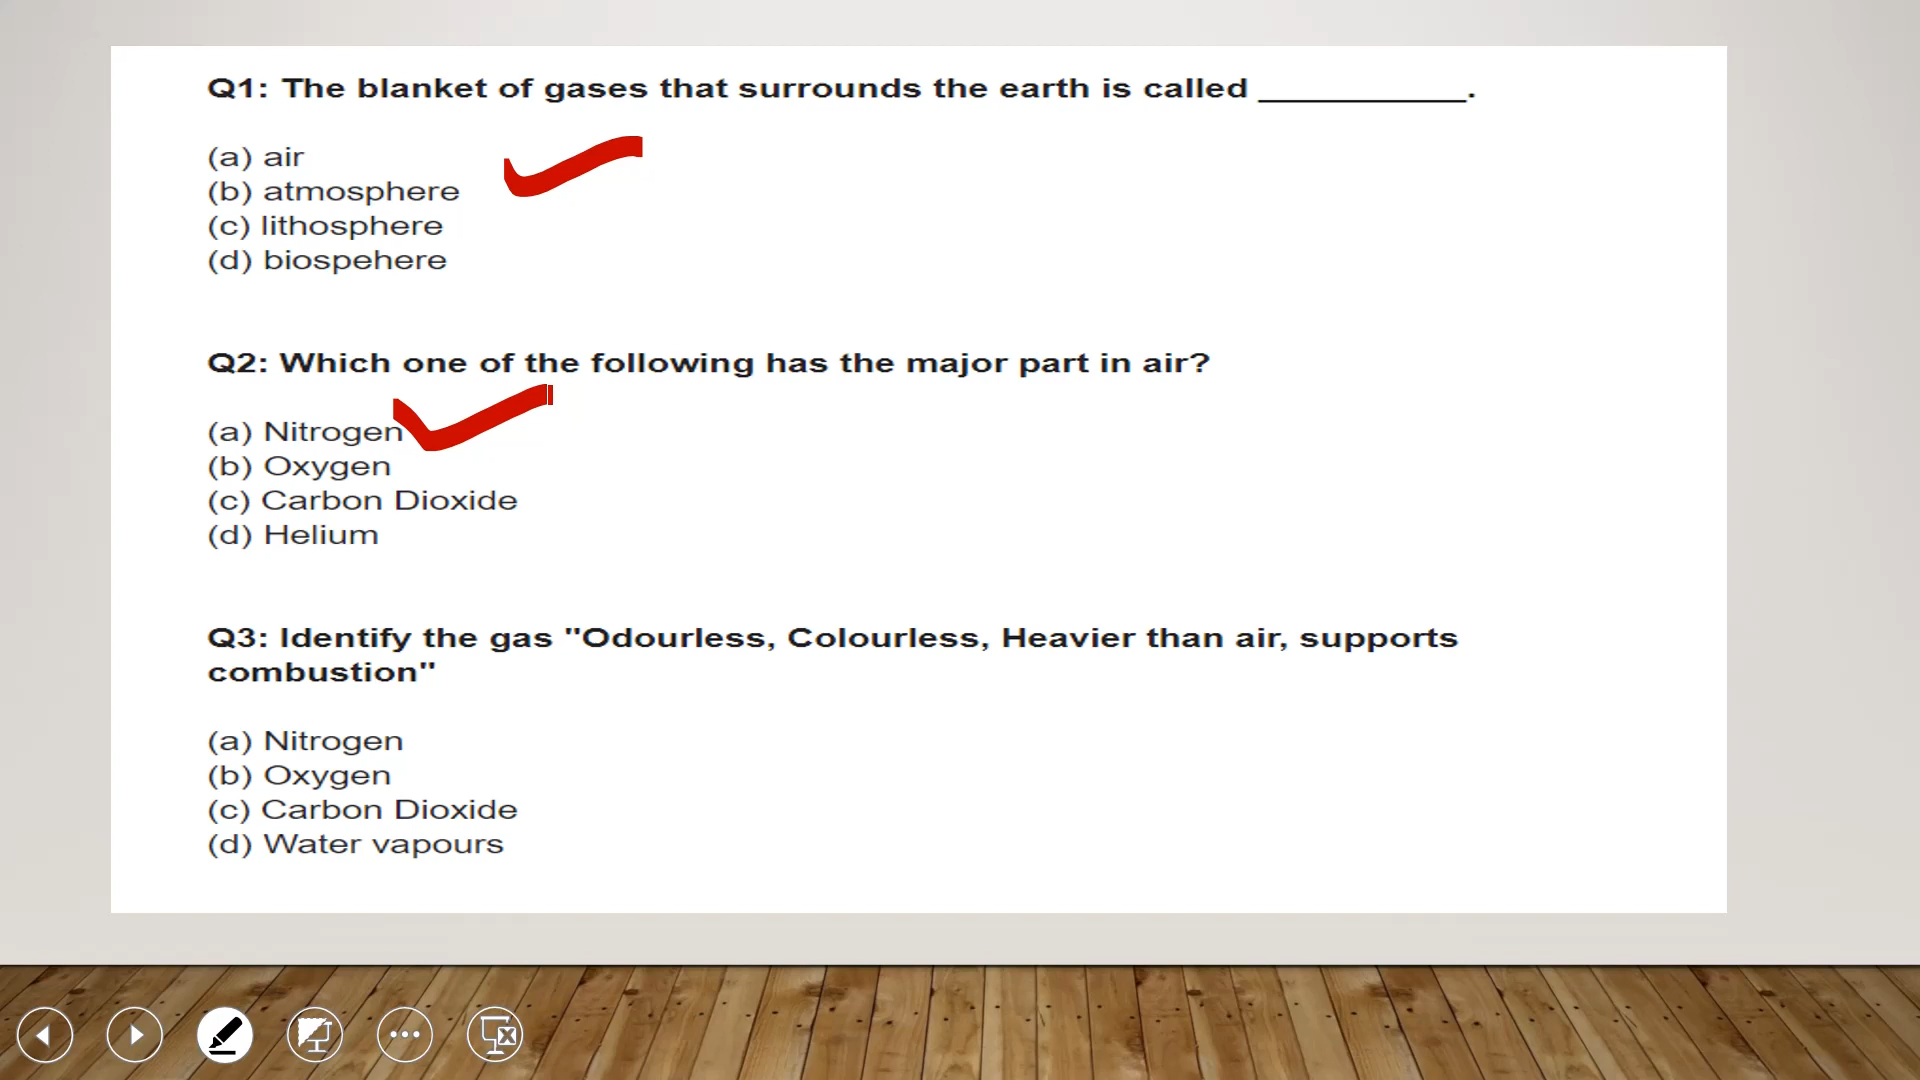 Q1: The blanket of gases that surrounds the earth is called ____________.
(a) air
(b) atmosphere
(c) lithosphere
(d) biospehere
Q2: Which one of the following has the major part in air?
(a) Nitrogen
(b) Oxygen
(c) Carbon Dioxide
(d) Helium
Q3: Identify the gas "Odourless, Colourless, Heavier than air, supports
combustion"
(a) Nitrogen
(b) Oxygen
(c) Carbon Dioxide
(d) Water vapours